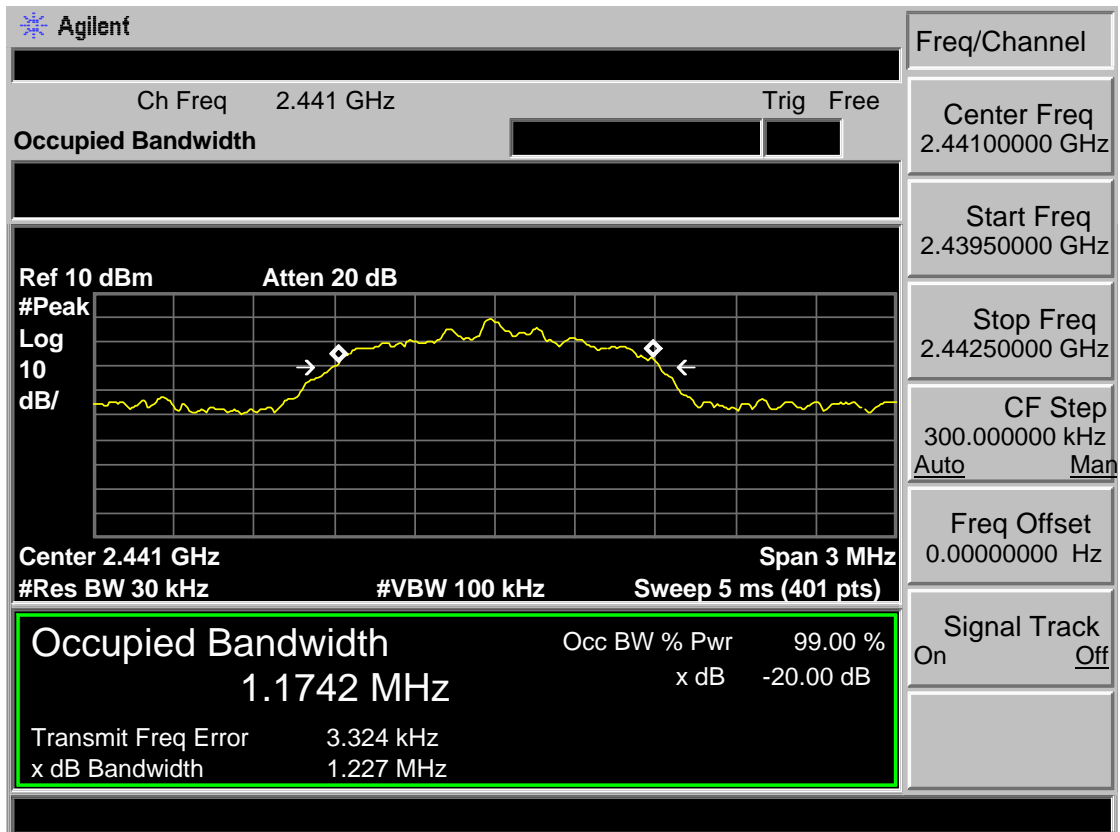 Agilent
Freq/Channel
Ch Freq 2.441 GHz Trig Free
Occupied Bandwidth
Center Freq
2.44100000 GHz
Start Freq
2.43950000 GHz
Stop Freq
2.44250000 GHz
CF Step
300.000000 kHz
Auto Man
Freq Offset
0.00000000 Hz
Signal Track
On Off
Ref 10 dBm Atten 20 dB
#Peak
Log
10
dB/
Center 2.441 GHz Span 3 MHz
#Res BW 30 kHz #VBW 100 kHz Sweep 5 ms (401 pts)
Occupied Bandwidth
1.1742 MHz
Occ BW % Pwr 99.00 %
x dB -20.00 dB
Transmit Freq Error 3.324 kHz
x dB Bandwidth 1.227 MHz